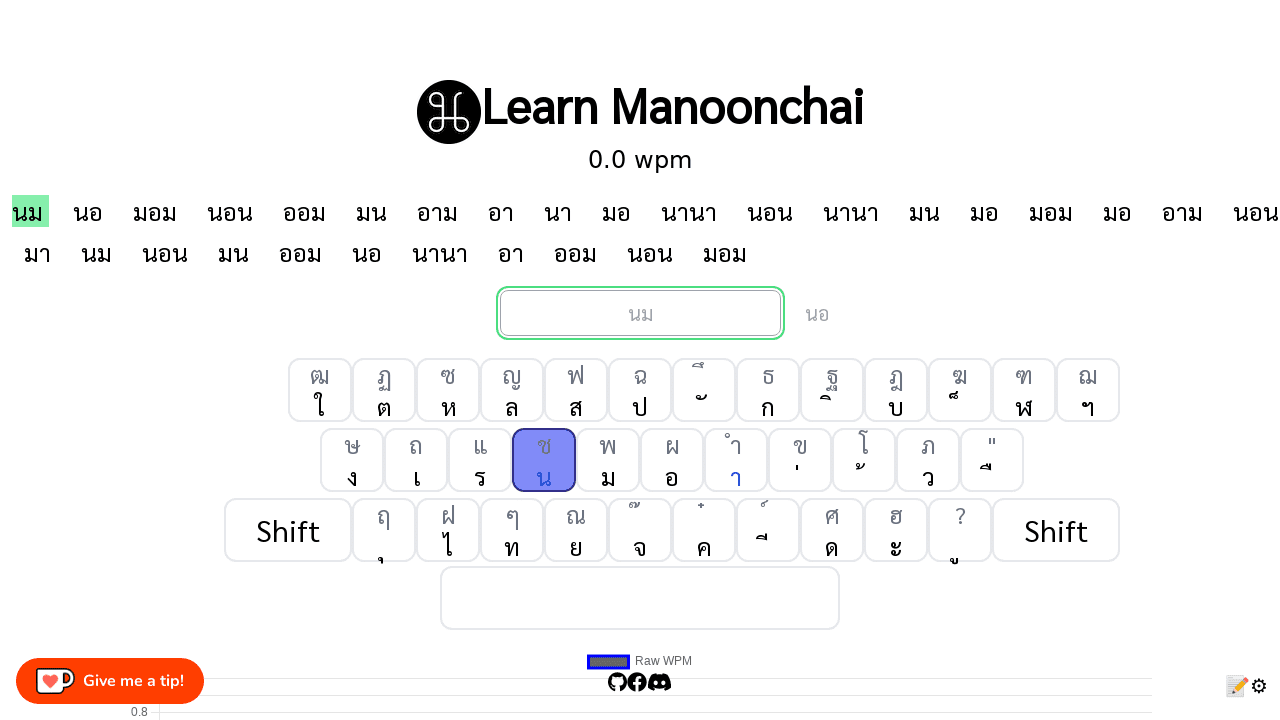 Learn Manoonchai
0.0 wpm
นม นอ มอม นอน ออม มน อาม อา นา มอ นานา นอน นานา มน มอ มอม มอ อาม นอน
มา นม นอน มน ออม นอ นานา อา ออม นอน มอม
นม นอ
ฒ ฏ ซ ญ ฟ ฉ ึ ธ ฐ ฎ ฆ ฑ ฌ
ใ ต ห ล ส ป ั ก ิ บ ็ ฬ ฯ
ษ ถ แ ช พ ผ ำ ข โ ภ "
ง เ ร น ม อ า ่ ้ ว ื
Shift ฤ ฝ ๆ ณ ๊ ๋ ์ ศ ฮ ? Shift
ุ ไ ท ย จ ค ี ด ะ ู
Raw WPM
Give me a tip!
0.8